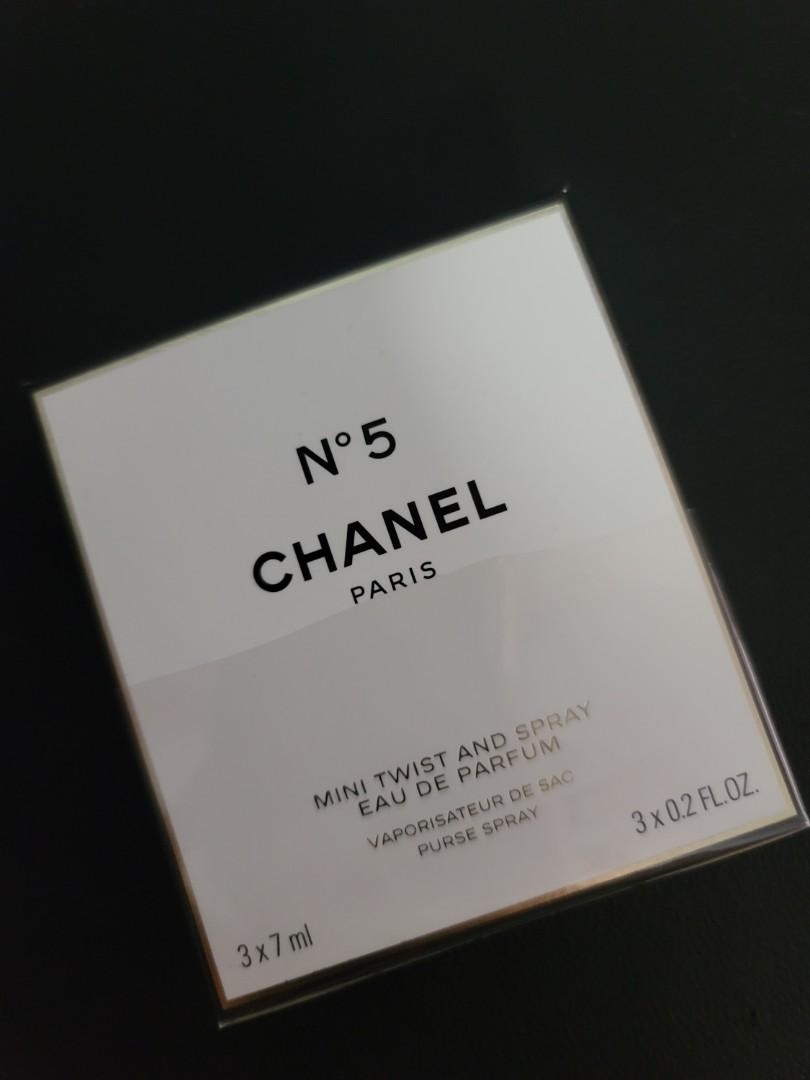 N°5
CHANEL
PARIS
MINI TWIST AND SPRAY
EAU DE PARFUM
VAPORISATEUR DE SAC
PURSE SPRAY
3 x 7 ml
3 x 0.2 FL.OZ.